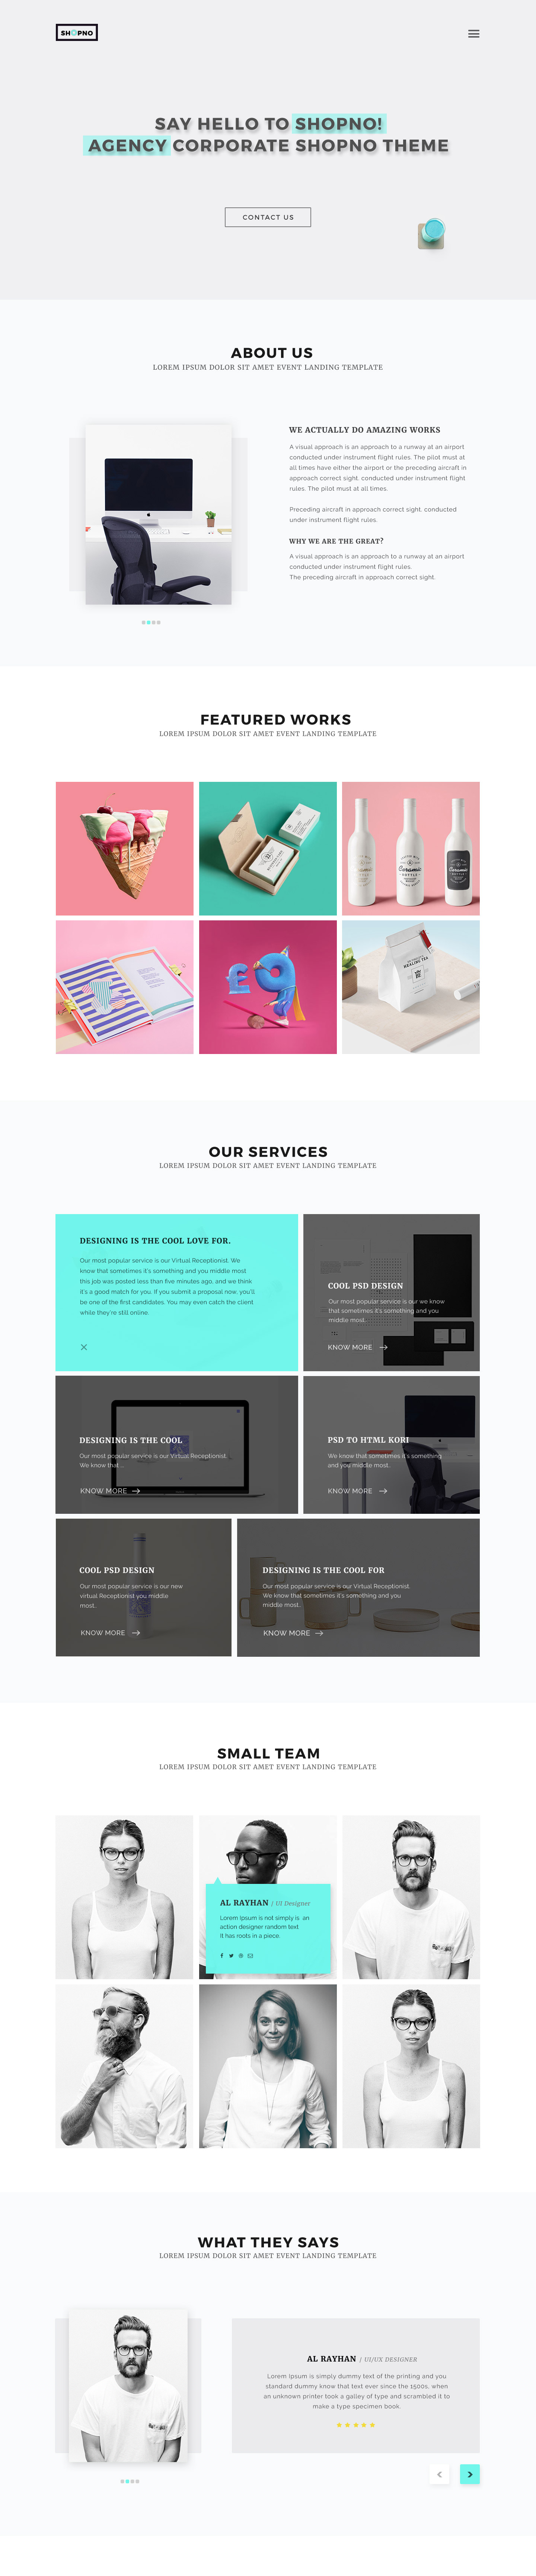 SHOPNO
SAY HELLO TO SHOPNO!
AGENCY CORPORATE SHOPNO THEME
CONTACT US
ABOUT US
LOREM IPSUM DOLOR SIT AMET EVENT LANDING TEMPLATE
WE ACTUALLY DO AMAZING WORKS
A visual approach is an approach to a runway at an airport
conducted under instrument flight rules. The pilot must at
all times have either the airport or the preceding aircraft in
approach correct sight. conducted under instrument flight
rules. The pilot must at all times.
Preceding aircraft in approach correct sight. conducted
under instrument flight rules.
WHY WE ARE THE GREAT?
A visual approach is an approach to a runway at an airport
conducted under instrument flight rules.
The preceding aircraft in approach correct sight.
FEATURED WORKS
LOREM IPSUM DOLOR SIT AMET EVENT LANDING TEMPLATE
Ceramic
BOTTLE
Ceramic
BOTTLE
Ceramic
BOTTLE
£9
HEALING TEA
OUR SERVICES
LOREM IPSUM DOLOR SIT AMET EVENT LANDING TEMPLATE
DESIGNING IS THE COOL LOVE FOR.
Our most popular service is our Virtual Receptionist. We
know that sometimes it's something and you middle most
this job was posted less than five minutes ago, and we think
it's a good match for you. If you submit a proposal now, you'll
be one of the first candidates. You may even catch the client
while they're still online.
COOL PSD DESIGN
Our most popular service is our we know
that sometimes it's something and you
middle most..
KNOW MORE
DESIGNING IS THE COOL
Our most popular service is our Virtual Receptionist.
We know that....
KNOW MORE
PSD TO HTML KORI
We know that sometimes it's something
and you middle most..
KNOW MORE
COOL PSD DESIGN
Our most popular service is our new
virtual Receptionist you middle
most..
KNOW MORE
DESIGNING IS THE COOL FOR
Our most popular service is our Virtual Receptionist.
We know that sometimes it's something and you
middle most..
KNOW MORE
SMALL TEAM
LOREM IPSUM DOLOR SIT AMET EVENT LANDING TEMPLATE
AL RAYHAN / UI Designer
Lorem Ipsum is not simply is an
action designer random text
It has roots in a piece.
WHAT THEY SAYS
LOREM IPSUM DOLOR SIT AMET EVENT LANDING TEMPLATE
AL RAYHAN / UI/UX DESIGNER
Lorem Ipsum is simply dummy text of the printing and you
standard dummy know that text ever since the 1500s, when
an unknown printer took a galley of type and scrambled it to
make a type specimen book.